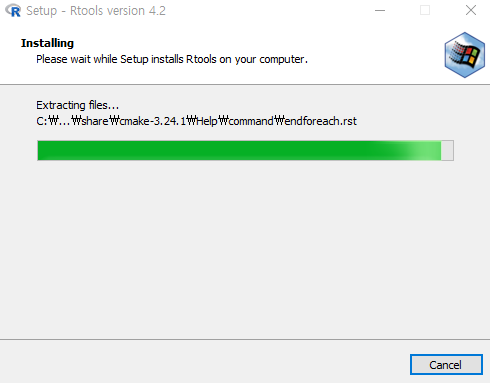 Setup - Rtools version 4.2
Installing
Please wait while Setup installs Rtools on your computer.
Extracting files...
C:₩...₩share₩cmake-3.24.1₩Help₩command₩endforeach.rst
Cancel